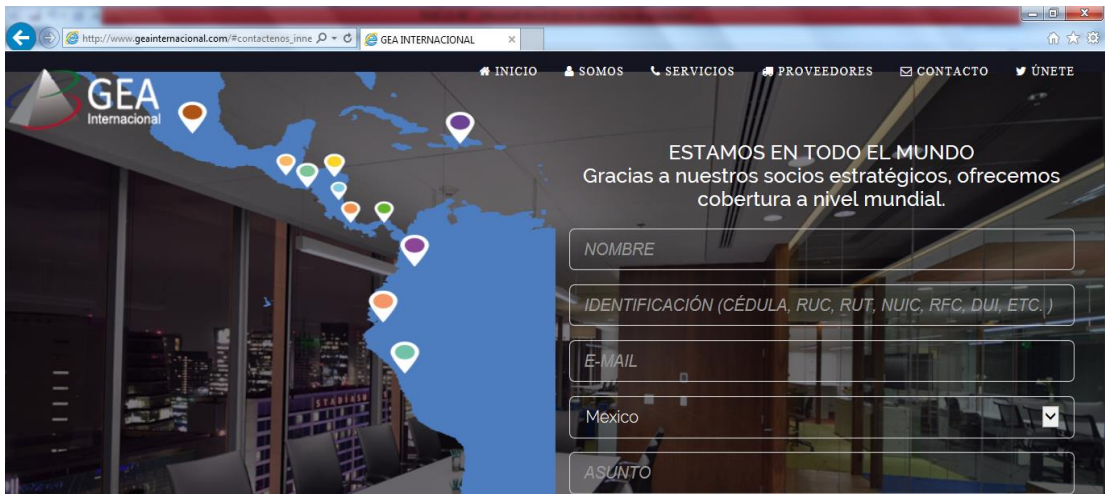 http://www.geainternacional.com/#contactenos_inne
GEA INTERNACIONAL
INICIO
SOMOS
SERVICIOS
PROVEEDORES
CONTACTO
ÚNETE
GEA
Internacional
ESTAMOS EN TODO EL MUNDO
Gracias a nuestros socios estratégicos, ofrecemos
cobertura a nivel mundial.
NOMBRE
IDENTIFICACIÓN (CÉDULA, RUC, RUT, NUIC, RFC, DUI, ETC. )
E-MAIL
Mexico
ASUNTO